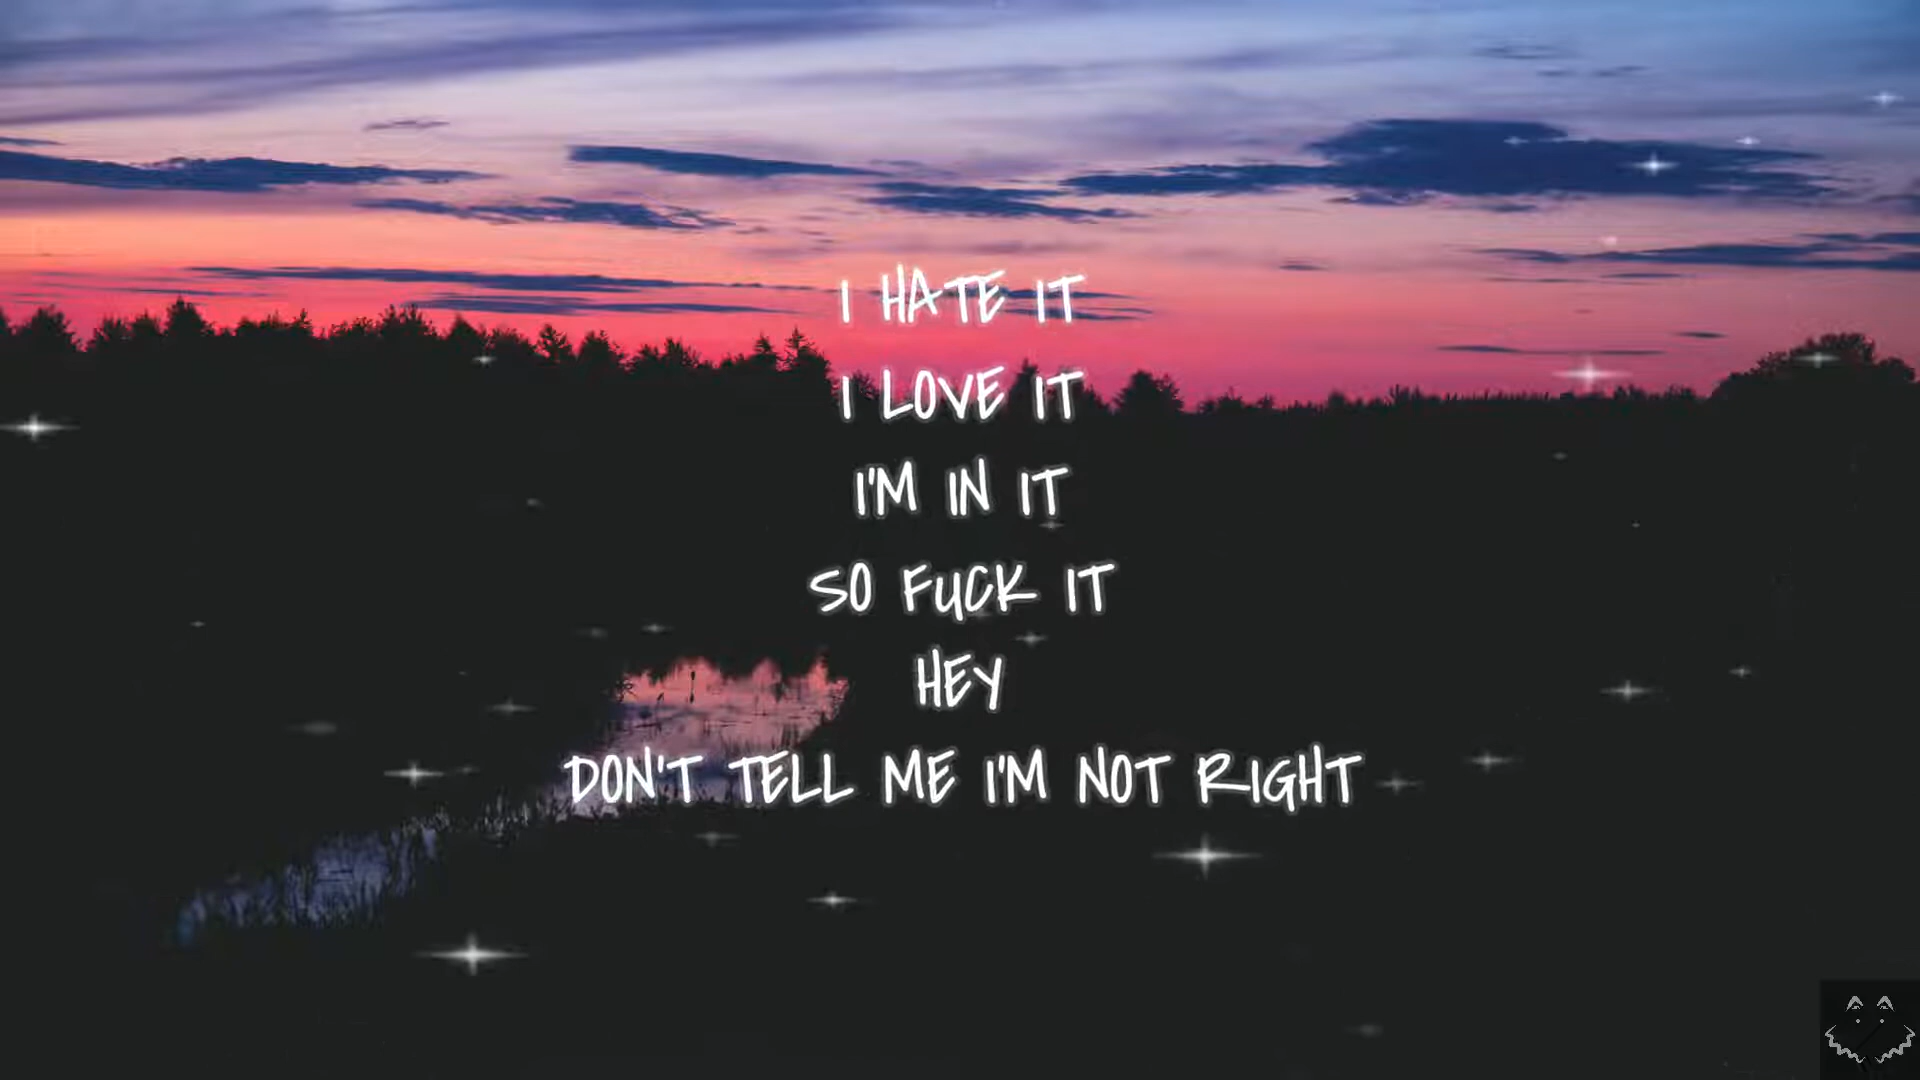 I HATE IT
I LOVE IT
I'M IN IT
SO FUCK IT
HEY
DON'T TELL ME I'M NOT RIGHT